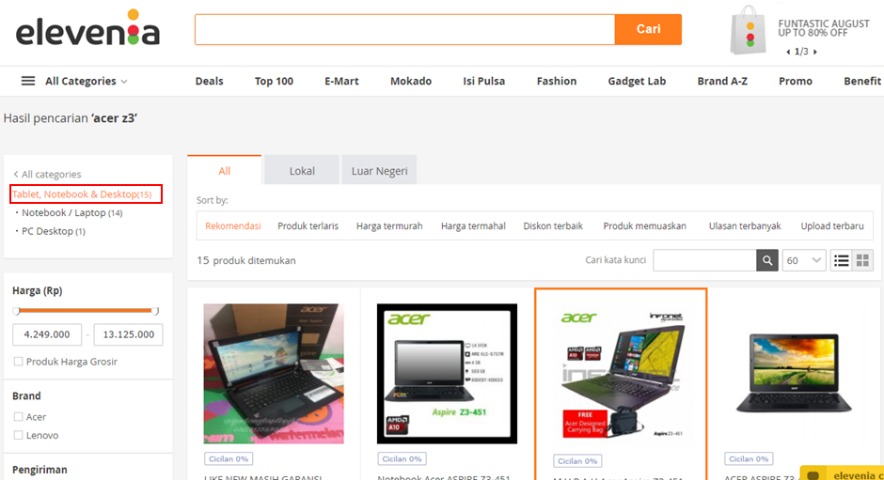 elevenia
Cari
FUNTASTIC AUGUST
UP TO 80% OFF
1/3
All Categories
Deals
Top 100
E-Mart
Mokado
Isi Pulsa
Fashion
Gadget Lab
Brand A-Z
Promo
Benefit
Hasil pencarian 'acer z3'
< All categories
Tablet, Notebook & Desktop(15)
· Notebook / Laptop (14)
· PC Desktop (1)
Harga (Rp)
4.249.000 - 13.125.000
Produk Harga Grosir
Brand
Acer
Lenovo
Pengiriman
All
Lokal
Luar Negeri
Sort by:
Rekomendasi
Produk terlaris
Harga termurah
Harga termahal
Diskon terbaik
Produk memuaskan
Ulasan terbanyak
Upload terbaru
15 produk ditemukan
Cari kata kunci
60
acer
AMD
A10
Aspire Z3-451
acer
infronet
FREE
Acer Designed
Carrying Bag
Aspire Z3-451
Cicilan 0%
Cicilan 0%
Cicilan 0%
Cicilan 0%
LIKE NEW MASIH GARANSI
Notebook Acer ASPIRE Z3-451
elevenia c